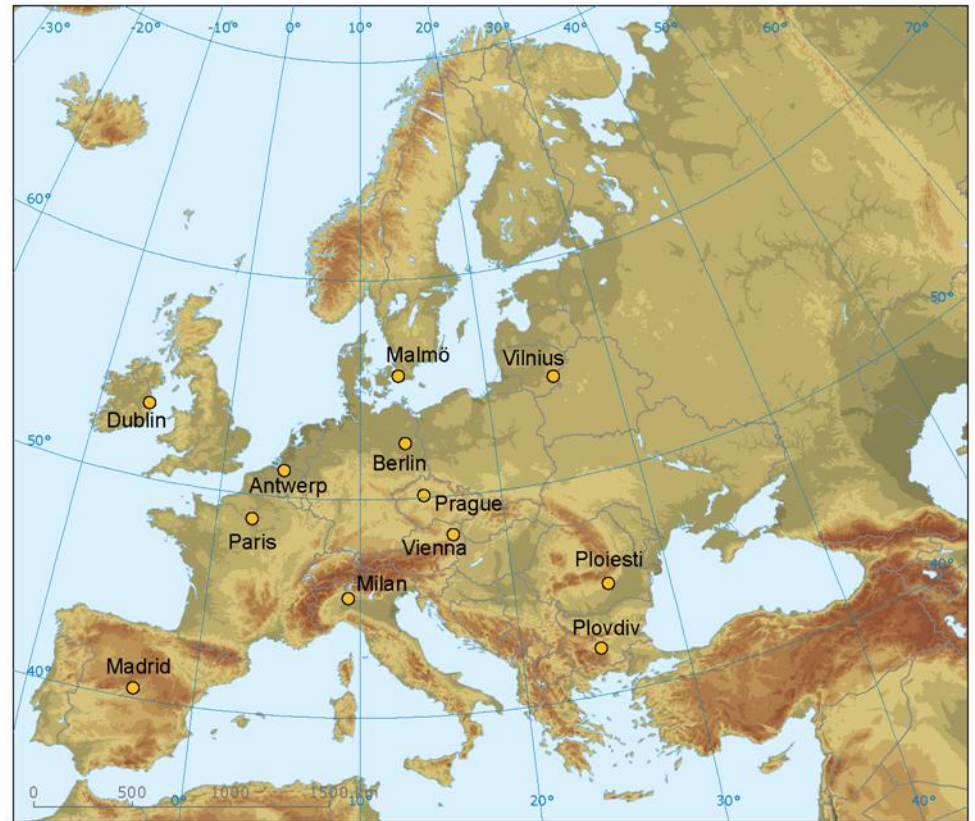 -30° -20° -10° 0° 10° 20° 30° 40° 50° 60° 70°
70°
60°
50°
Malmö
Vilnius
Dublin
50°
Berlin
Antwerp
Prague
Paris
Vienna
Ploiesti
40°
Milan
Plovdiv
Madrid
40°
0 500 1000 1500 km
0° 10° 20° 30° 40°